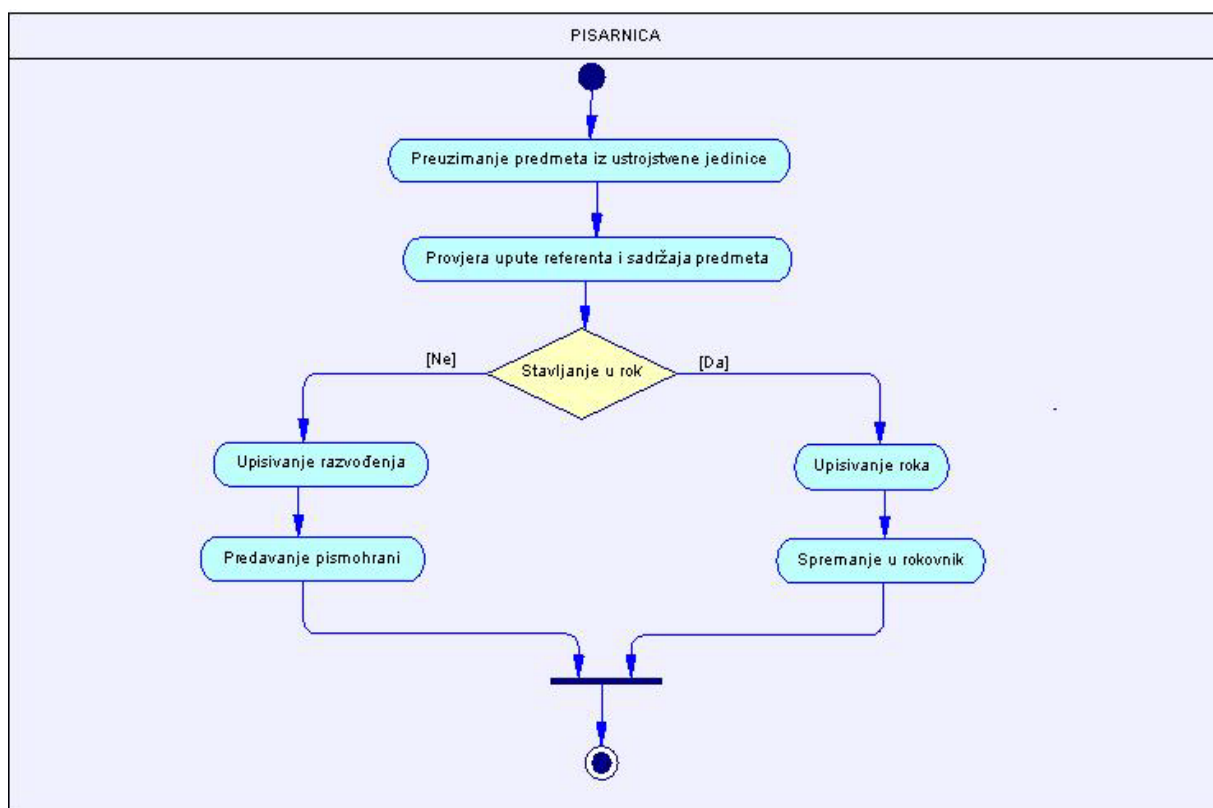 PISARNICA
Preuzimanje predmeta iz ustrojstvene jedinice
Provjera upute referenta i sadržaja predmeta
[Ne]
Stavljanje u rok
[Da]
Upisivanje razvođenja
Upisivanje roka
Predavanje pismohrani
Spremanje u rokovnik